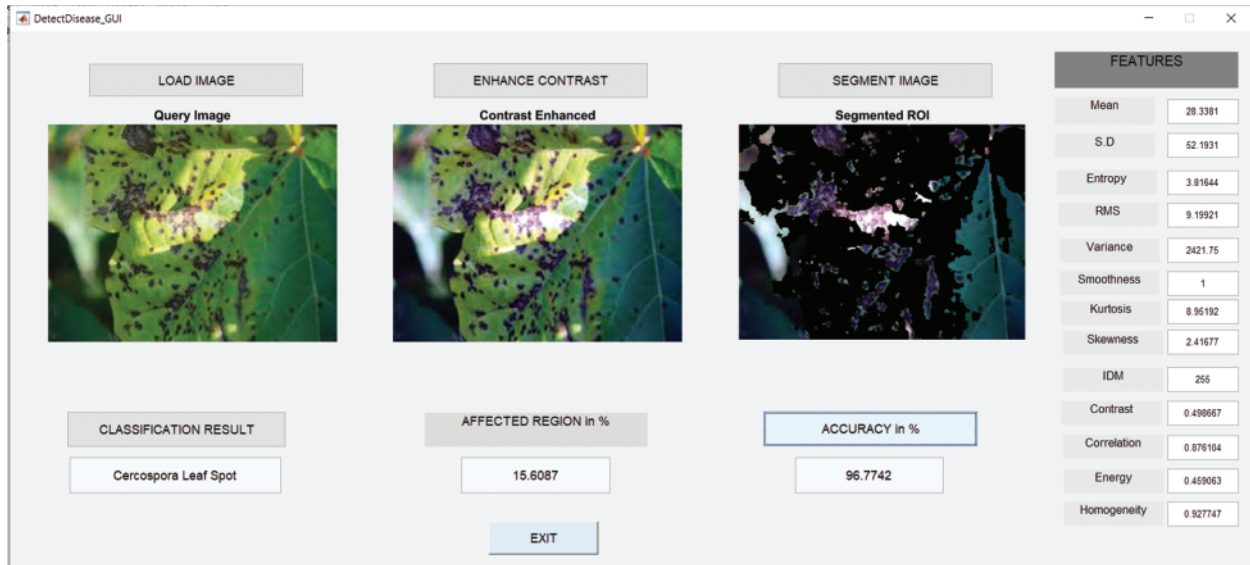 DetectDisease_GUI
LOAD IMAGE
ENHANCE CONTRAST
SEGMENT IMAGE
Query Image
Contrast Enhanced
Segmented ROI
CLASSIFICATION RESULT
AFFECTED REGION in %
ACCURACY in %
Cercospora Leaf Spot
15.6087
96.7742
EXIT
FEATURES
Mean 28.3381
S.D 52.1931
Entropy 3.81644
RMS 9.19921
Variance 2421.75
Smoothness 1
Kurtosis 8.95192
Skewness 2.41677
IDM 255
Contrast 0.498667
Correlation 0.876104
Energy 0.459063
Homogeneity 0.927747